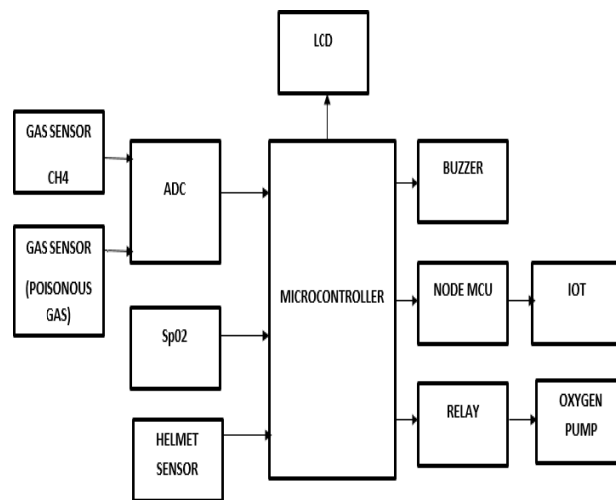 LCD
GAS SENSOR
CH4
ADC
BUZZER
GAS SENSOR
(POISONOUS
GAS)
MICROCONTROLLER
NODE MCU
IOT
Sp02
RELAY
OXYGEN
PUMP
HELMET
SENSOR